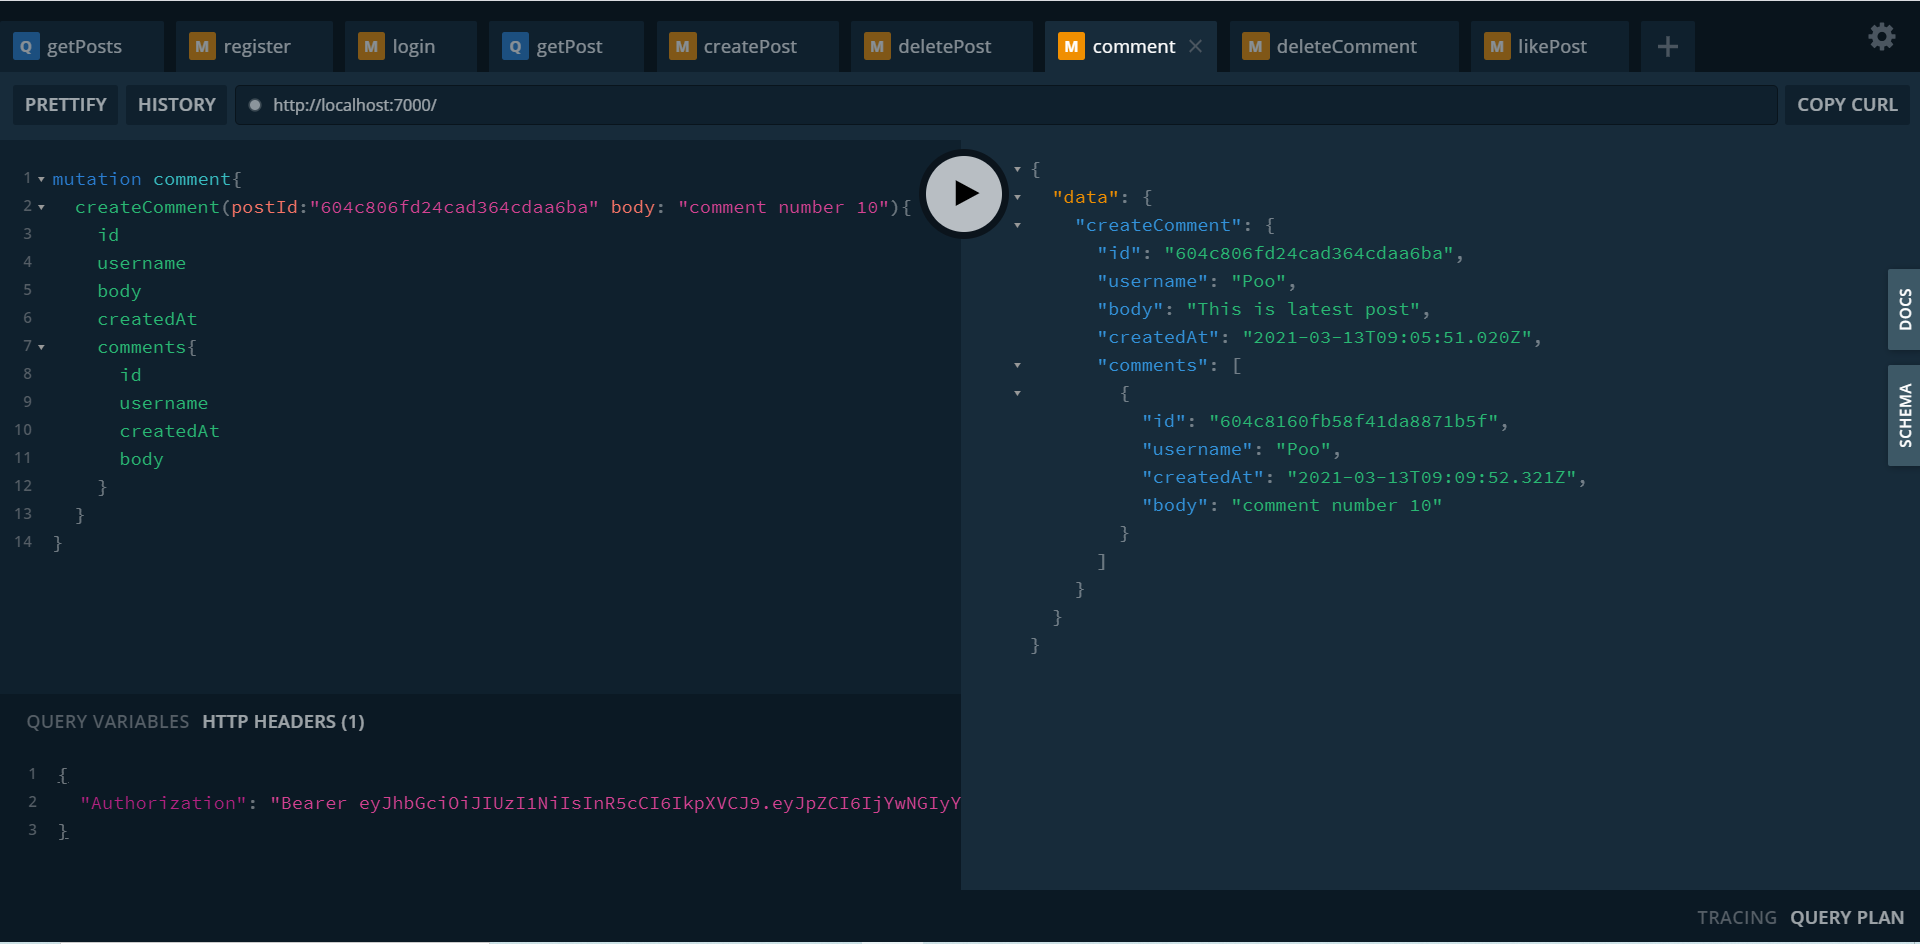 Q getPosts
M register
M login
Q getPost
M createPost
M deletePost
M comment
M deleteComment
M likePost
PRETTIFY
HISTORY
http://localhost:7000/
COPY CURL
1 mutation comment{
2 createComment(postId:"604c806fd24cad364cdaa6ba" body: "comment number 10"){
3 id
4 username
5 body
6 createdAt
7 comments{
8 id
9 username
10 createdAt
11 body
12 }
13 }
14 }
{
"data": {
"createComment": {
"id": "604c806fd24cad364cdaa6ba",
"username": "Poo",
"body": "This is latest post",
"createdAt": "2021-03-13T09:05:51.020Z",
"comments": [
{
"id": "604c8160fb58f41da8871b5f",
"username": "Poo",
"createdAt": "2021-03-13T09:09:52.321Z",
"body": "comment number 10"
}
]
}
}
}
DOCS
SCHEMA
QUERY VARIABLES HTTP HEADERS (1)
1 {
2 "Authorization": "Bearer eyJhbGciOiJIUzI1NiIsInR5cCI6IkpXVCJ9.eyJpZCI6IjYwNGIyY
3 }
TRACING QUERY PLAN